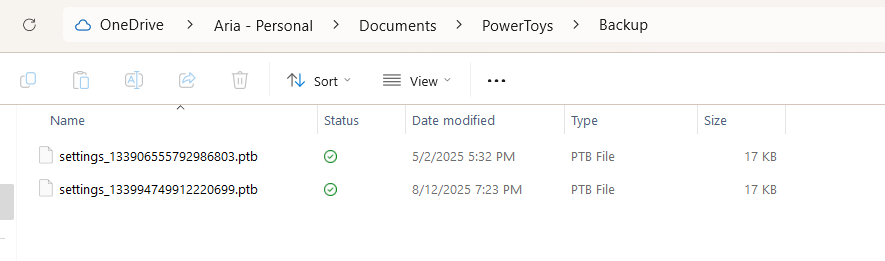 OneDrive > Aria - Personal > Documents > PowerToys > Backup
Sort View
Name Status Date modified Type Size
settings_133906555792986803.ptb 5/2/2025 5:32 PM PTB File 17 KB
settings_133994749912220699.ptb 8/12/2025 7:23 PM PTB File 17 KB